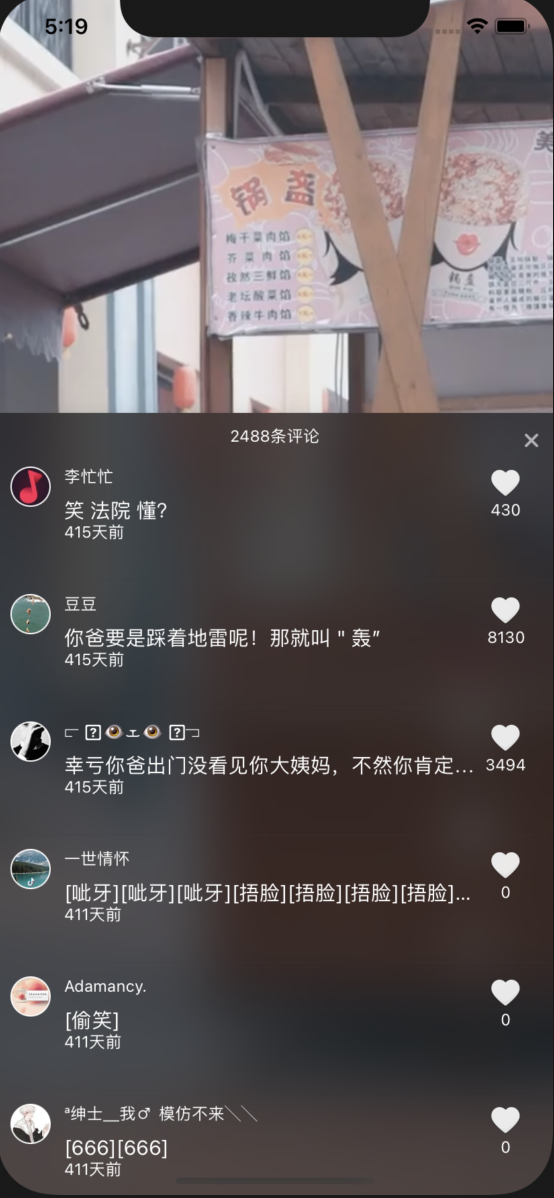 5:19
美
锅盔
梅干菜肉馅
芥菜肉馅
孜然三鲜馅
老坛酸菜馅
香辣牛肉馅
锅盔
2488条评论
李忙忙
笑 法院 懂?
430
415天前
豆豆
你爸要是踩着地雷呢！那就叫 " 轰”
8130
415天前
幸亏你爸出门没看见你大姨妈，不然你肯定...
3494
415天前
一世情怀
[呲牙][呲牙][呲牙][捂脸][捂脸][捂脸][捂脸]...
0
411天前
Adamancy.
[偷笑]
0
411天前
ª绅士__我♂ 模仿不来╲╲
[666][666]
0
411天前